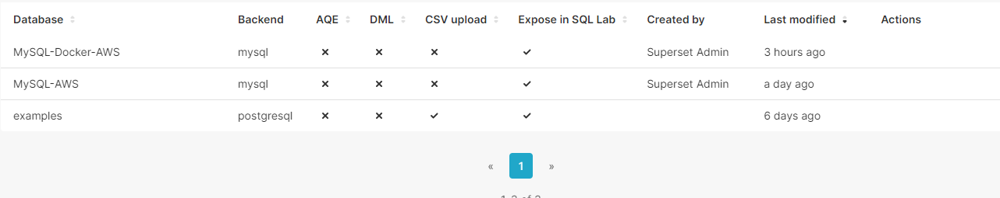 Database Backend AQE DML CSV upload Expose in SQL Lab Created by Last modified Actions
MySQL-Docker-AWS mysql Superset Admin 3 hours ago
MySQL-AWS mysql Superset Admin a day ago
examples postgresql 6 days ago
« 1 »